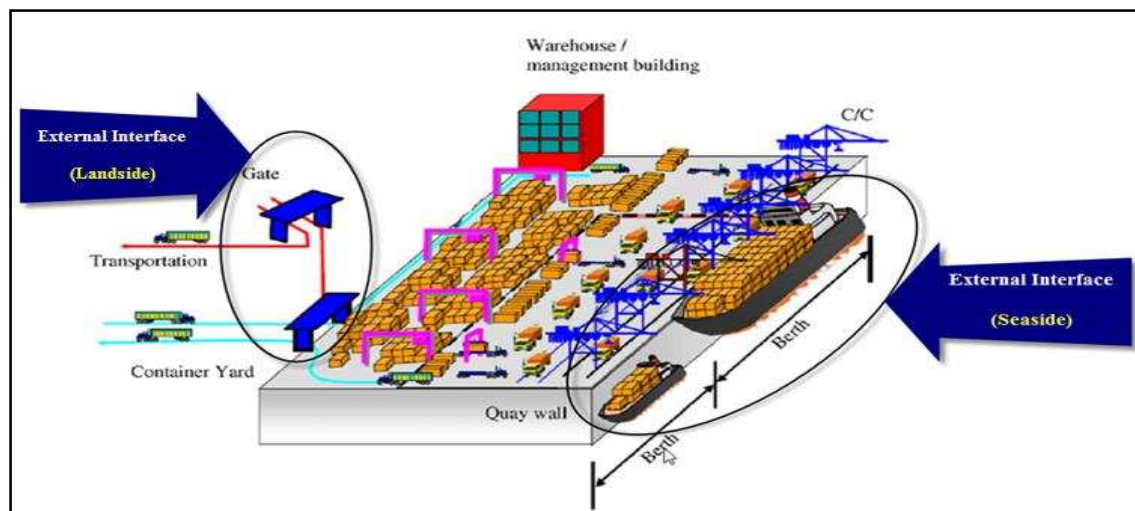 Warehouse /
management building
C/C
External Interface
(Landside)
Gate
Transportation
External Interface
(Seaside)
Berth
Container Yard
Quay wall
Berth